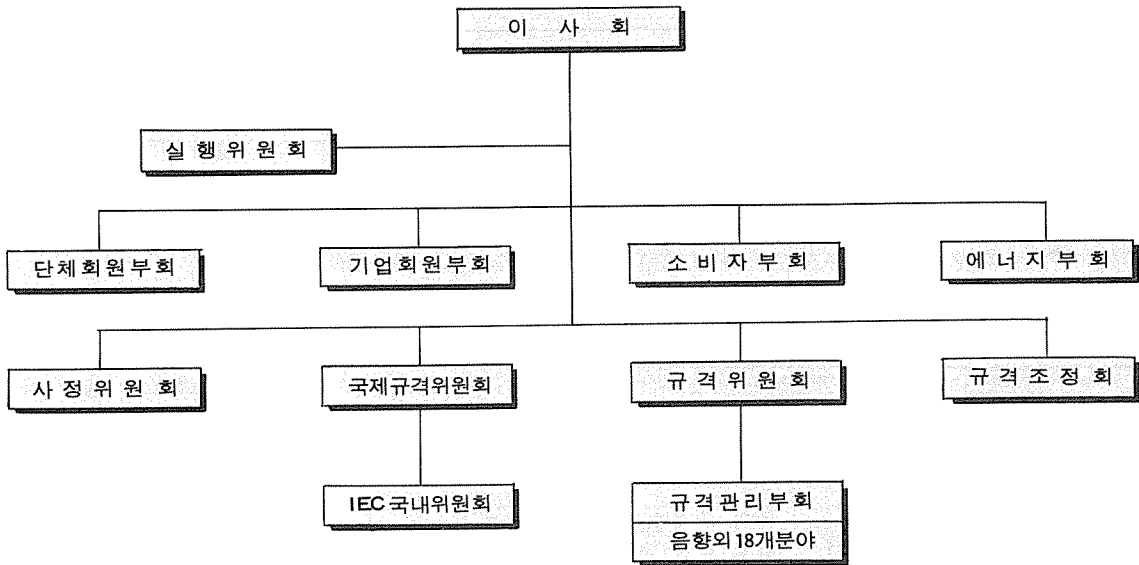 이 사 회
실 행 위 원 회
단체회원부회
기업회원부회
소 비 자 부 회
에 너 지 부 회
사 정 위 원 회
국제규격위원회
규 격 위 원 회
규 격 조 정 회
IEC 국내위원회
규격관리부회
음향외 18개분야